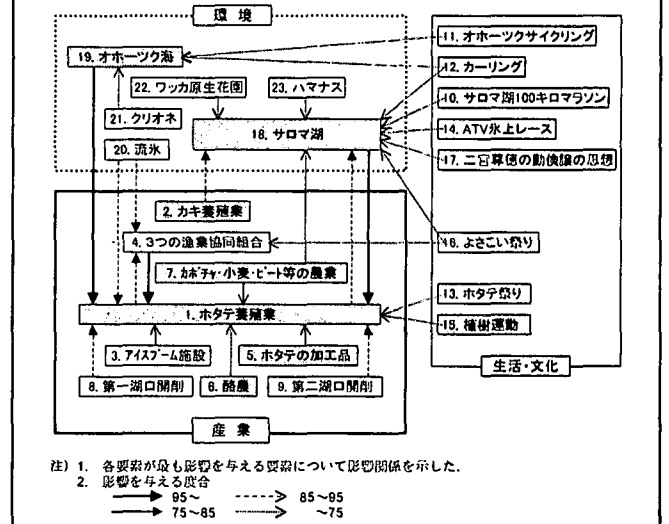 環 境
19. オホーツク海
11. オホーツクサイクリング
12. カーリング
22. ワッカ原生花園
23. ハマナス
10. サロマ湖100キロマラソン
21. クリオネ
18. サロマ湖
14. ATV氷上レース
20. 流氷
17. 二宮尊徳の勤倹譲の思想
2. カキ養殖業
4. 3つの漁業協同組合
16. よさこい祭り
7. カボチャ・小麦・ビート等の農業
13. ホタテ祭り
1. ホタテ養殖業
15. 植樹運動
3. アイスブーム施設
5. ホタテの加工品
生活・文化
8. 第一湖口開削
6. 酪農
9. 第二湖口開削
産 業
注) 1. 各要素が最も影響を与える要素について影響関係を示した.
2. 影響を与える度合
95~ 85~95
75~85 ~75